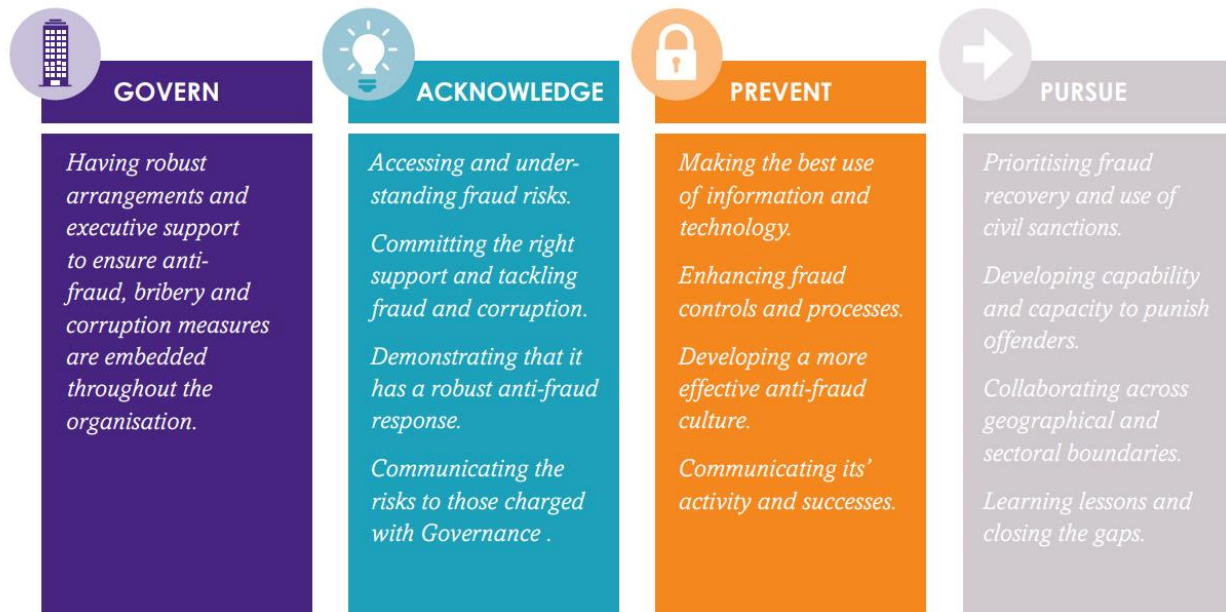 GOVERN
Having robust
arrangements and
executive support
to ensure anti-
fraud, bribery and
corruption measures
are embedded
throughout the
organisation.
ACKNOWLEDGE
Accessing and under-
standing fraud risks.
Committing the right
support and tackling
fraud and corruption.
Demonstrating that it
has a robust anti-fraud
response.
Communicating the
risks to those charged
with Governance .
PREVENT
Making the best use
of information and
technology.
Enhancing fraud
controls and processes.
Developing a more
effective anti-fraud
culture.
Communicating its’
activity and successes.
PURSUE
Prioritising fraud
recovery and use of
civil sanctions.
Developing capability
and capacity to punish
offenders.
Collaborating across
geographical and
sectoral boundaries.
Learning lessons and
closing the gaps.